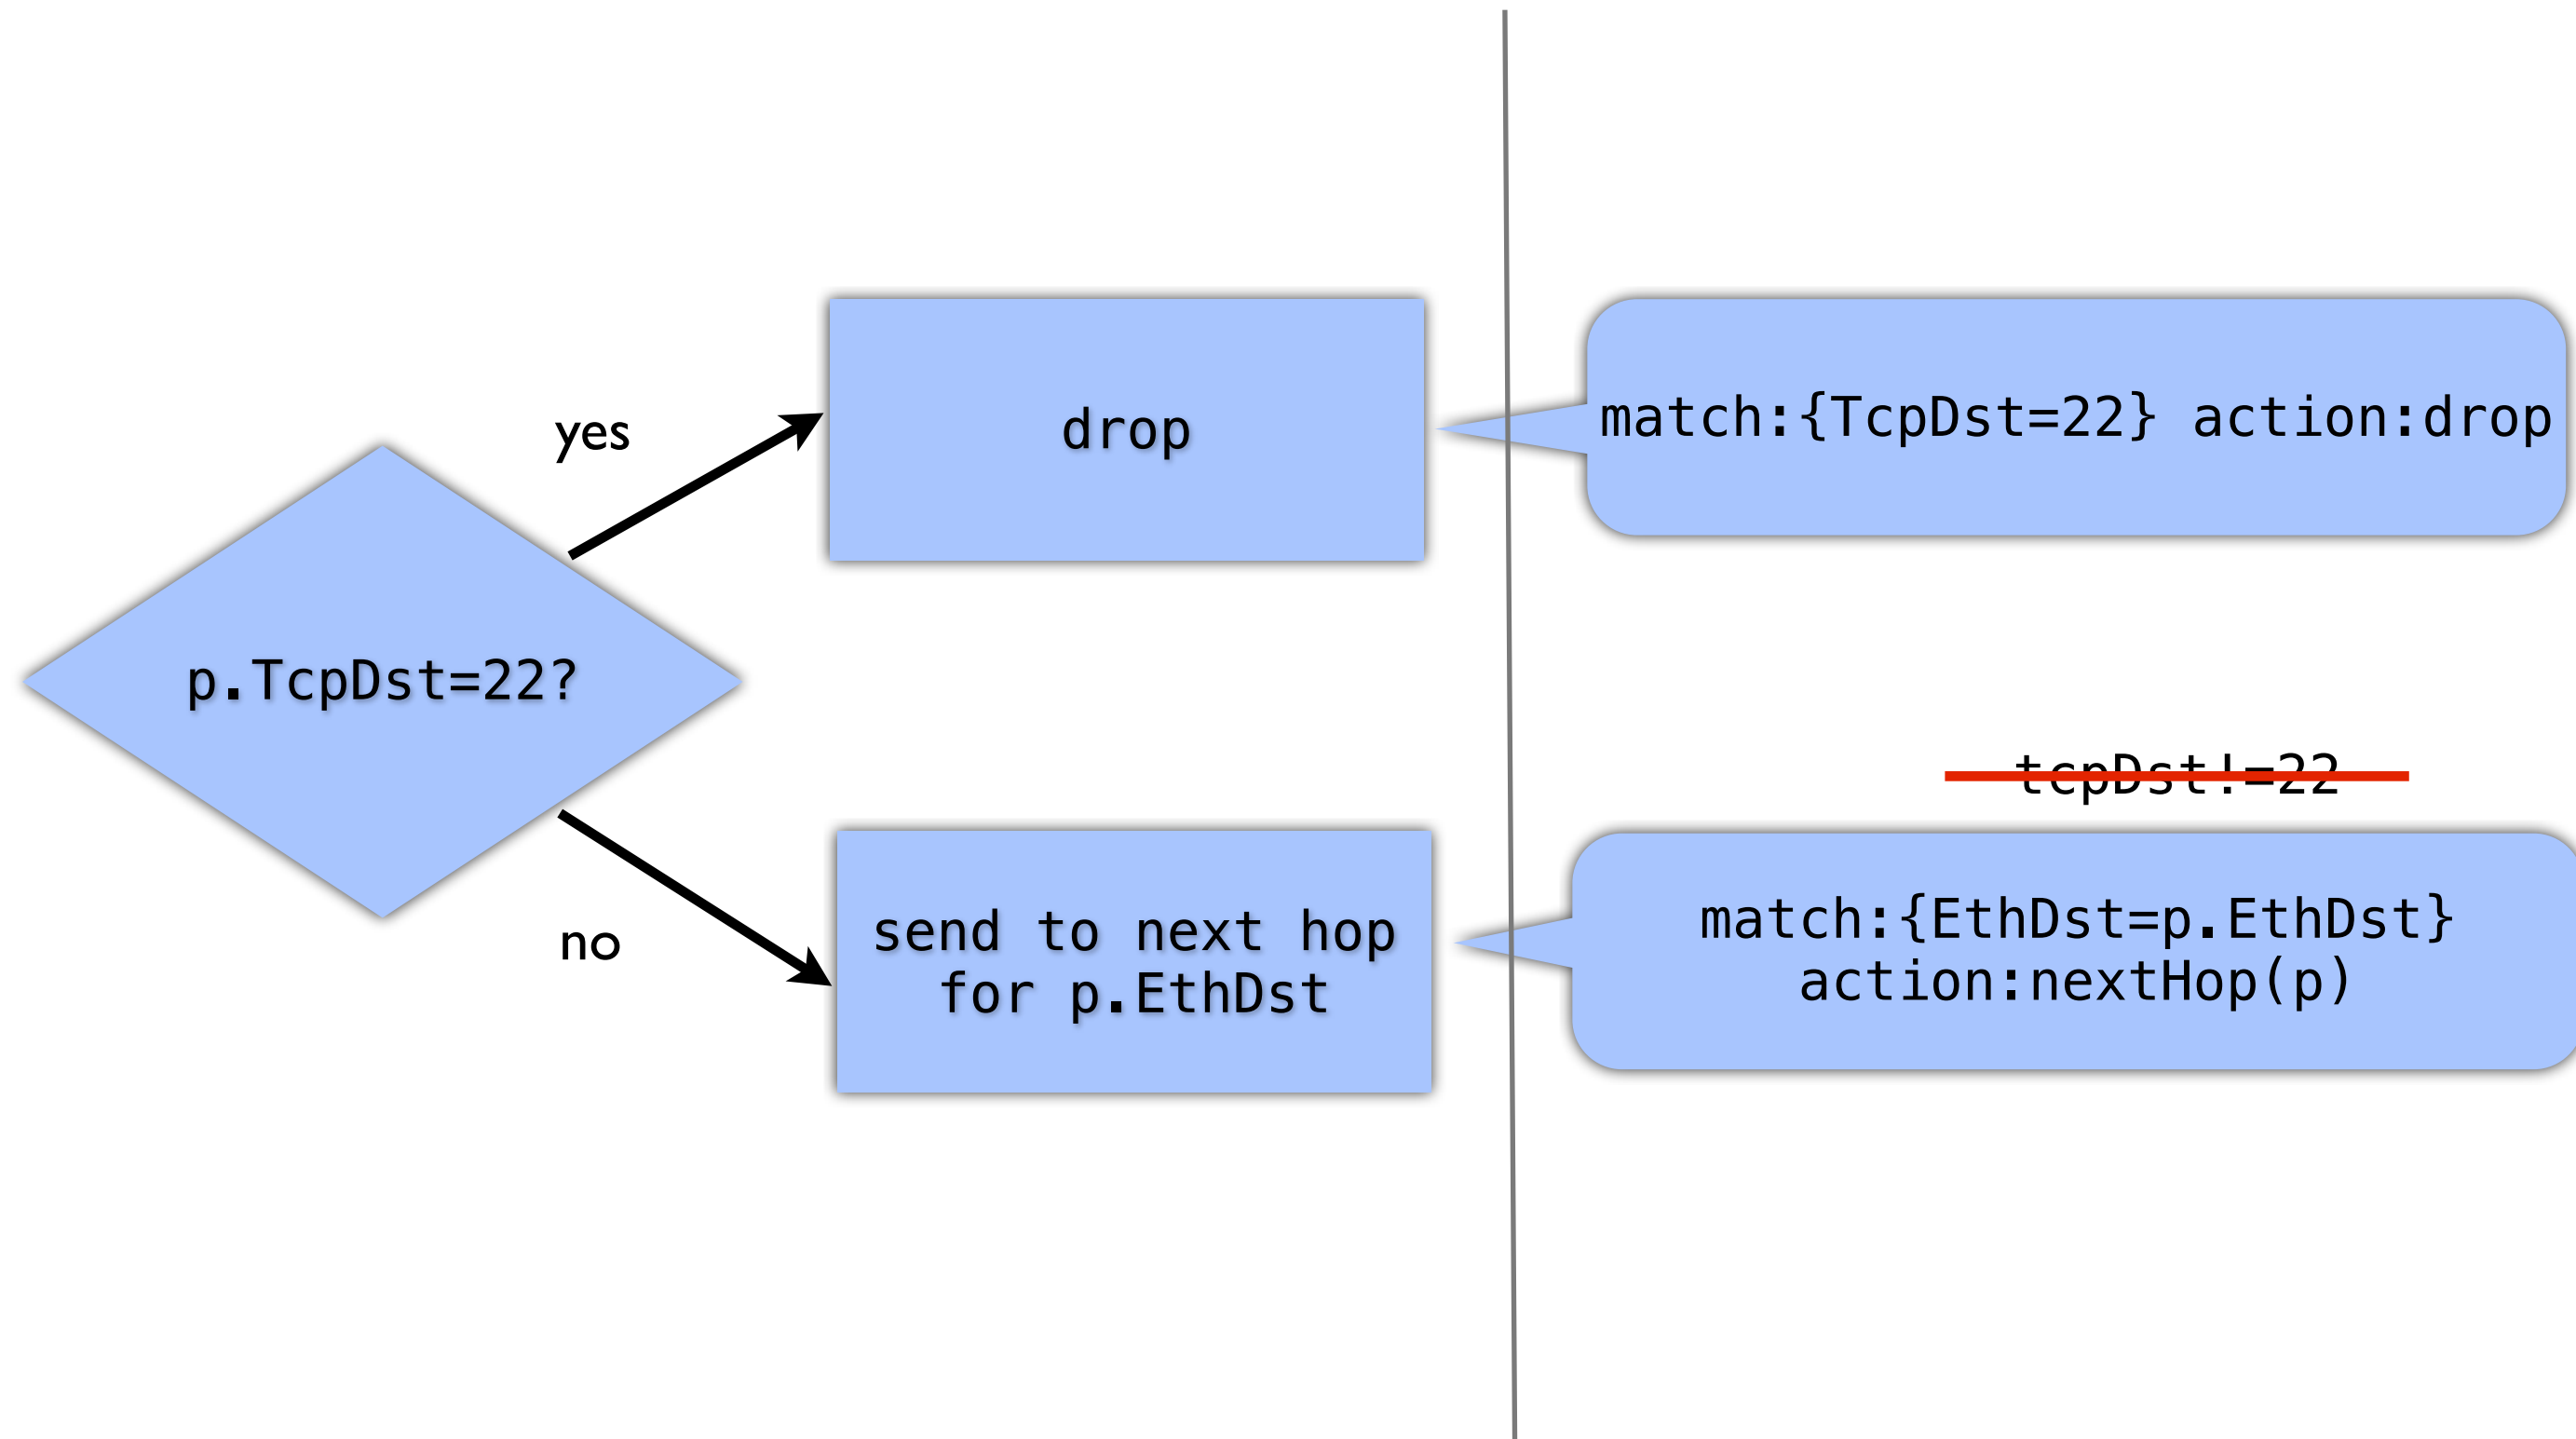 yes
drop
match:{TcpDst=22} action:drop
p.TcpDst=22?
tcpDst!=22
no
send to next hop
for p.EthDst
match:{EthDst=p.EthDst}
action:nextHop(p)